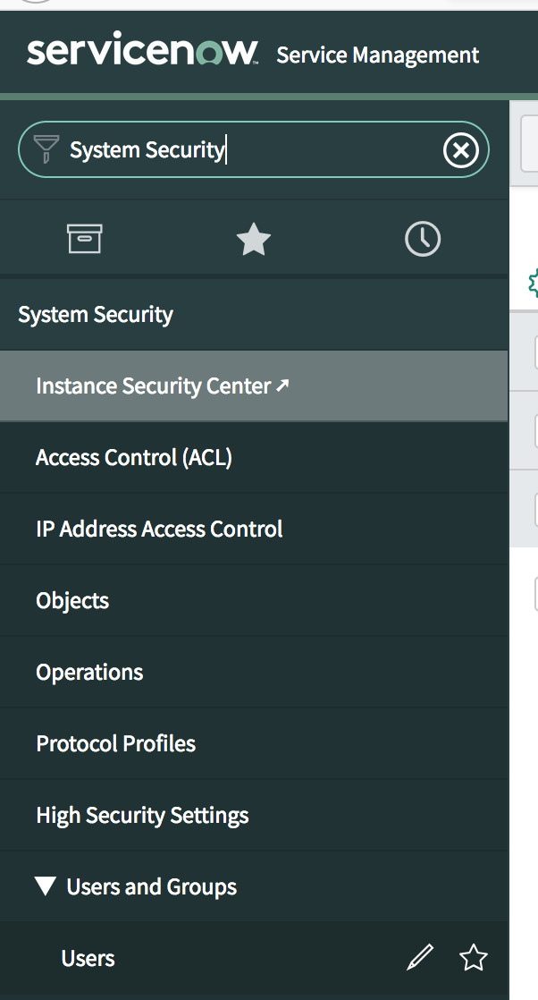 servicenow™ Service Management
System Security
System Security
Instance Security Center ↗
Access Control (ACL)
IP Address Access Control
Objects
Operations
Protocol Profiles
High Security Settings
Users and Groups
Users